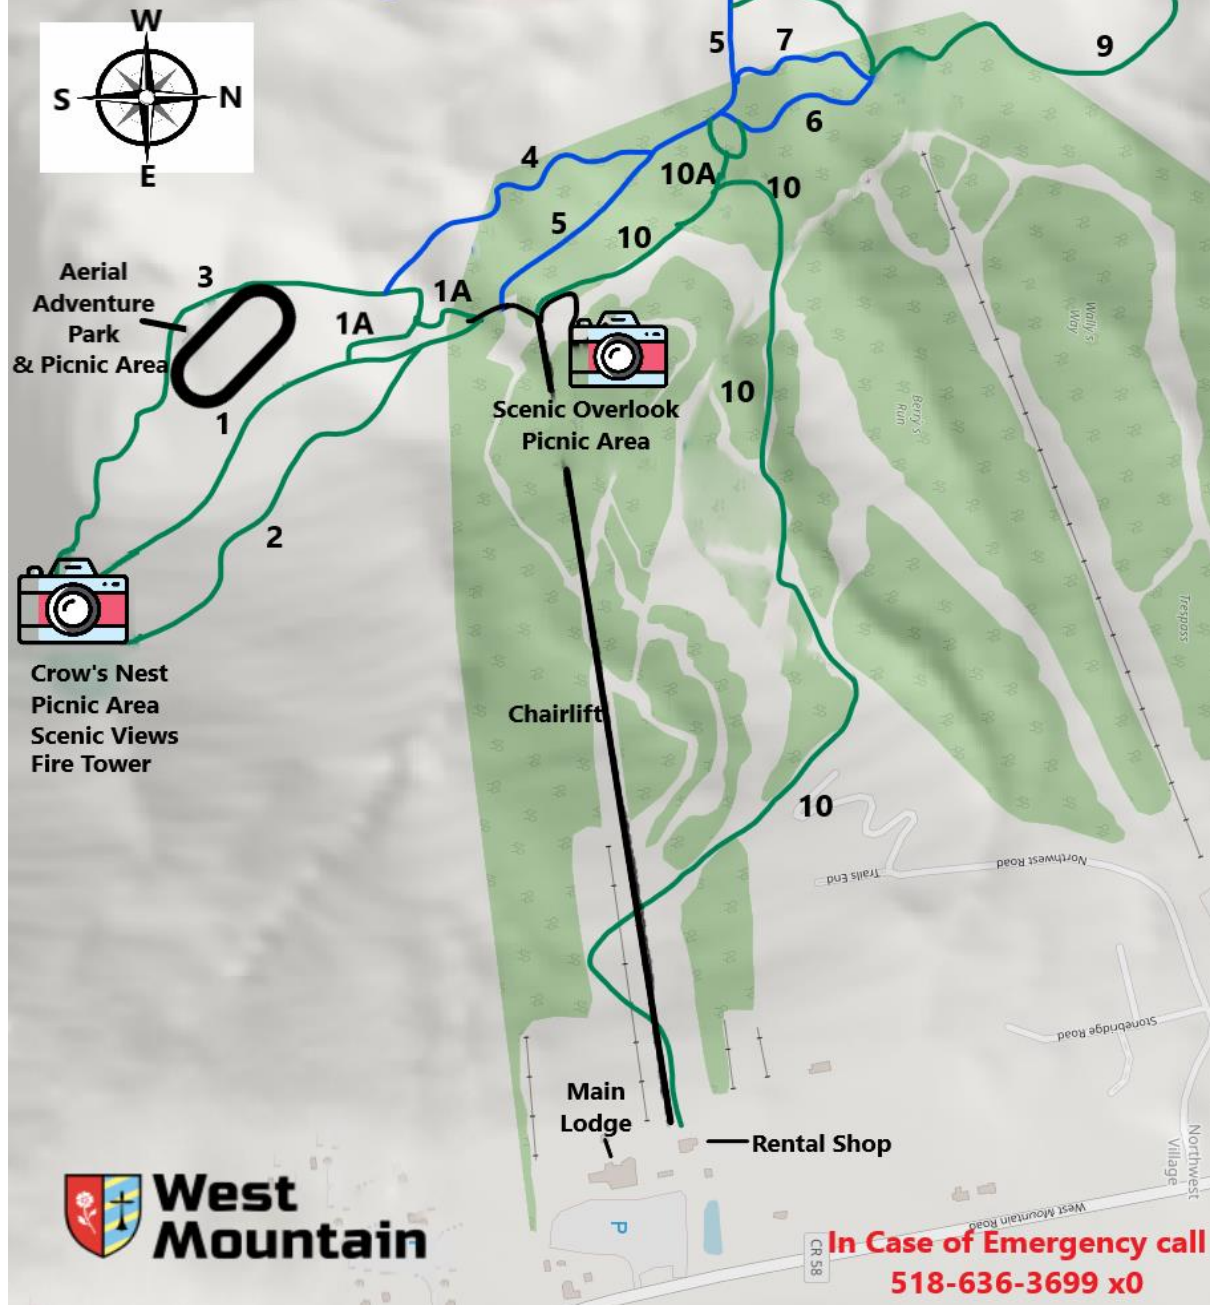 W
S
N
E
5
7
9
6
4
10A
10
5
10
Aerial
Adventure
Park
& Picnic Area
3
1A
1A
Wally's
Way
10
Berry's
Run
Scenic Overlook
Picnic Area
1
2
Trespass
Crow's Nest
Picnic Area
Scenic Views
Fire Tower
Chairlift
10
Northwest Road
Trails End
Stonebridge Road
Main
Lodge
Rental Shop
Northwest
Village
West
Mountain
P
West Mountain Road
CR 58
In Case of Emergency call
518-636-3699 x0